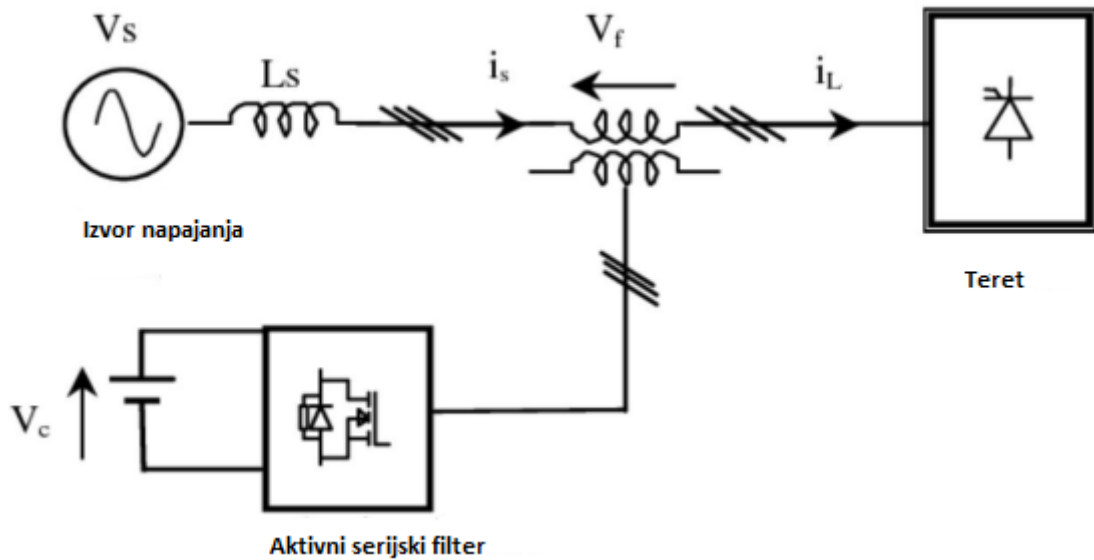 Vs
Ls
is
Vf
iL
Izvor napajanja
Teret
Vc
Aktivni serijski filter